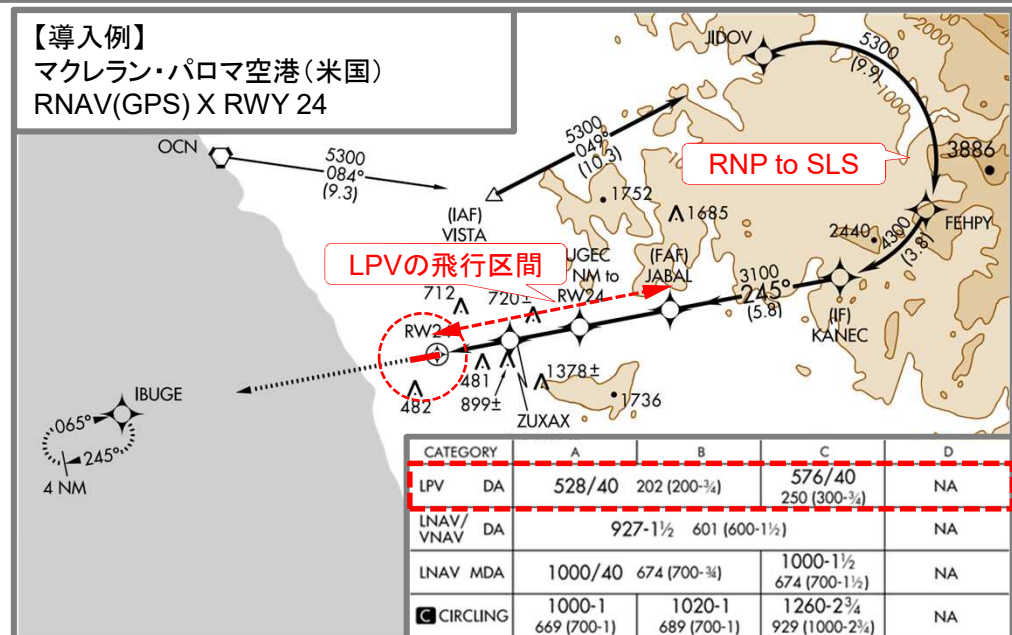 【導入例】
マクレラン・パロマ空港(米国)
RNAV(GPS) X RWY 24
JIDOV
5300
(9.9)
1000
2000
OCN
5300
084°
(9.3)
5300
049°
(10.3)
RNP to SLS
3886
1752
1685
(IAF)
VISTA
FEHPY
2440
4300
(3.8)
LPVの飛行区間
UGEC
NM to
RW24
(FAF)
JABAL
3100
245°
(5.8)
(IF)
KANEC
712
720±
RW24
481
482
899±
1378±
1736
ZUXAX
IBUGE
065°
245°
4 NM
CATEGORY A B C D
LPV DA 528/40 202 (200-¾) 576/40 250 (300-¾) NA
LNAV/ VNAV DA 927-1½ 601 (600-1½) NA
LNAV MDA 1000/40 674 (700-¾) 1000-1½ 674 (700-1½) NA
C CIRCLING 1000-1 669 (700-1) 1020-1 689 (700-1) 1260-2¾ 929 (1000-2¾) NA